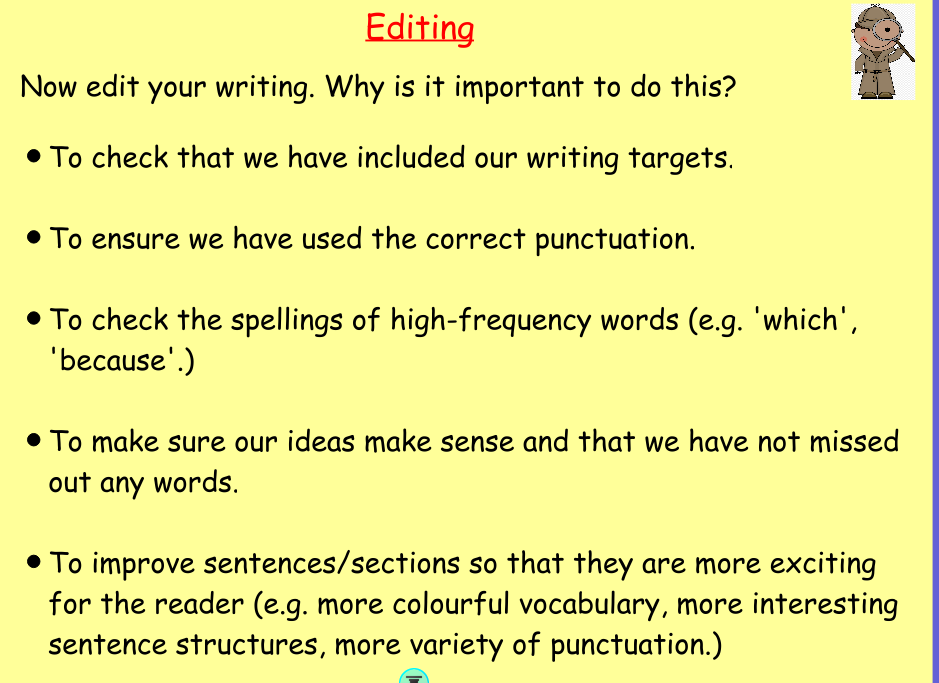 Editing
Now edit your writing. Why is it important to do this?
• To check that we have included our writing targets.
• To ensure we have used the correct punctuation.
• To check the spellings of high-frequency words (e.g. 'which',
'because'.)
• To make sure our ideas make sense and that we have not missed
out any words.
• To improve sentences/sections so that they are more exciting
for the reader (e.g. more colourful vocabulary, more interesting
sentence structures, more variety of punctuation.)